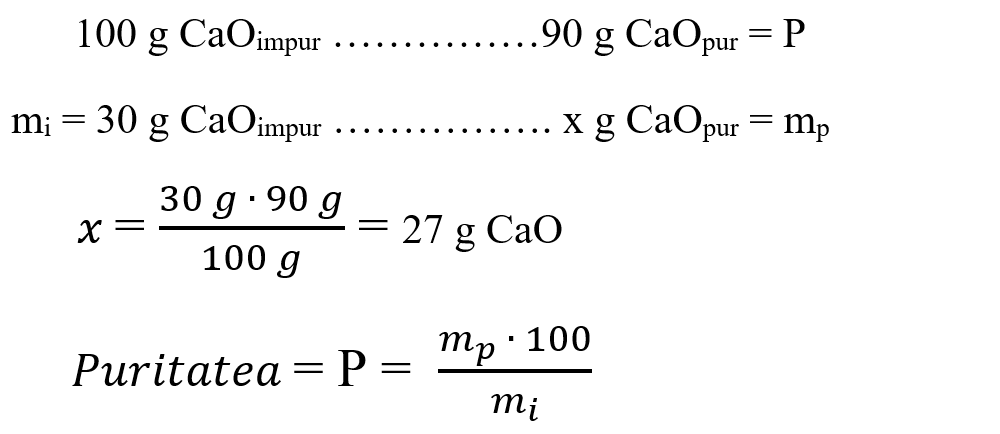 100 g CaOimpur ...............90 g CaOpur = P
mi = 30 g CaOimpur ................ x g CaOpur = mp
x = 30 g · 90 g / 100 g = 27 g CaO
Puritatea = P = mp · 100 / mi